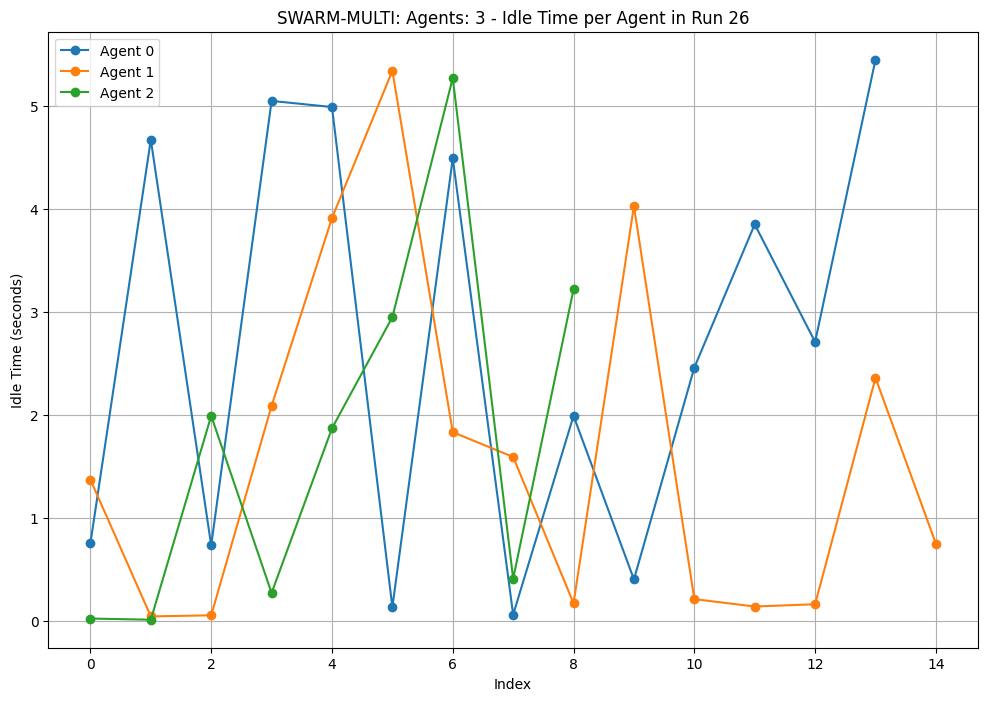 SWARM-MULTI: Agents: 3 - Idle Time per Agent in Run 26
Agent 0
Agent 1
Agent 2
Idle Time (seconds)
5
4
3
2
1
0
0 2 4 6 8 10 12 14
Index